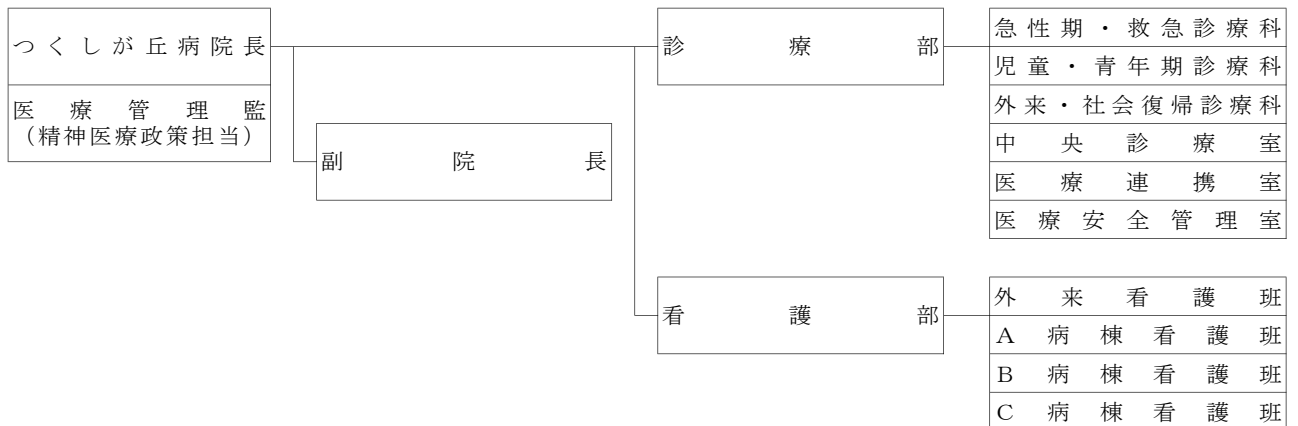 つくしが丘病院長
医療管理監
（精神医療政策担当）
副院長
診療部
急性期・救急診療科
児童・青年期診療科
外来・社会復帰診療科
中央診療室
医療連携室
医療安全管理室
看護部
外来看護班
A病棟看護班
B病棟看護班
C病棟看護班